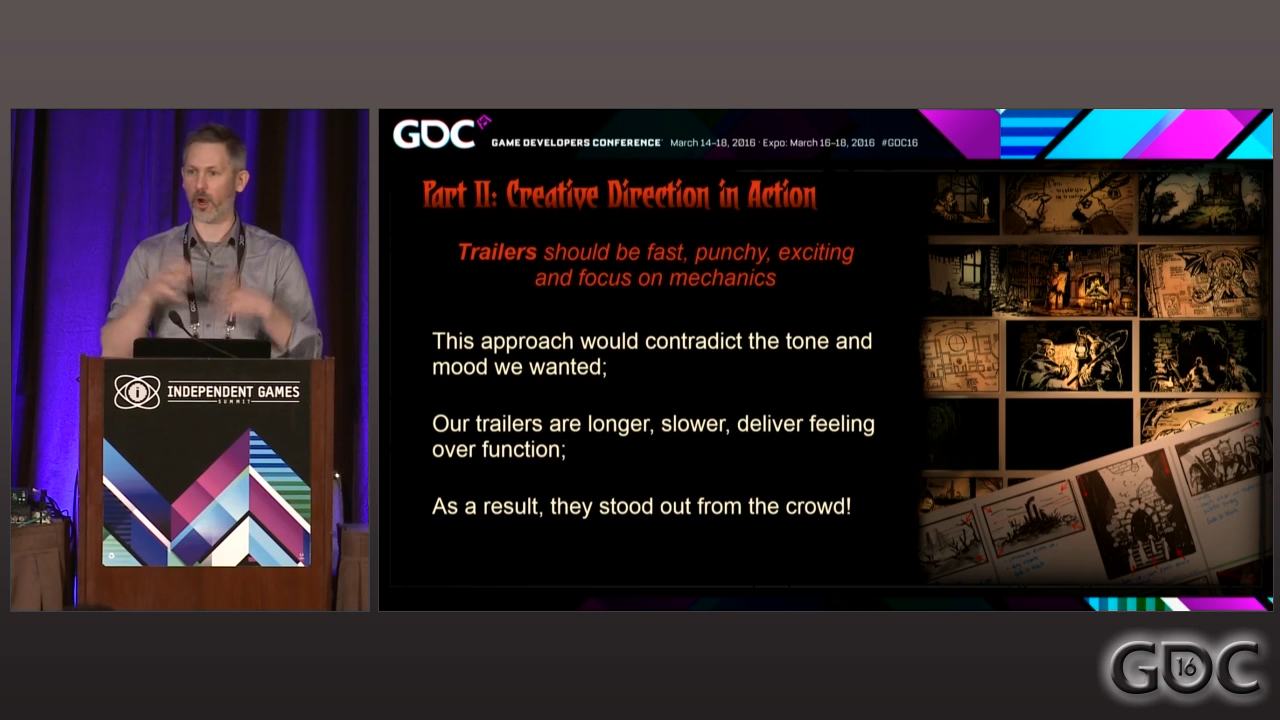 INDEPENDENT GAMES
SUMMIT
GDC
GAME DEVELOPERS CONFERENCE March 14–18, 2016 · Expo: March 16–18, 2016 #GDC16
Part II: Creative Direction in Action
Trailers should be fast, punchy, exciting
and focus on mechanics
This approach would contradict the tone and
mood we wanted;
Our trailers are longer, slower, deliver feeling
over function;
As a result, they stood out from the crowd!
GDC
16